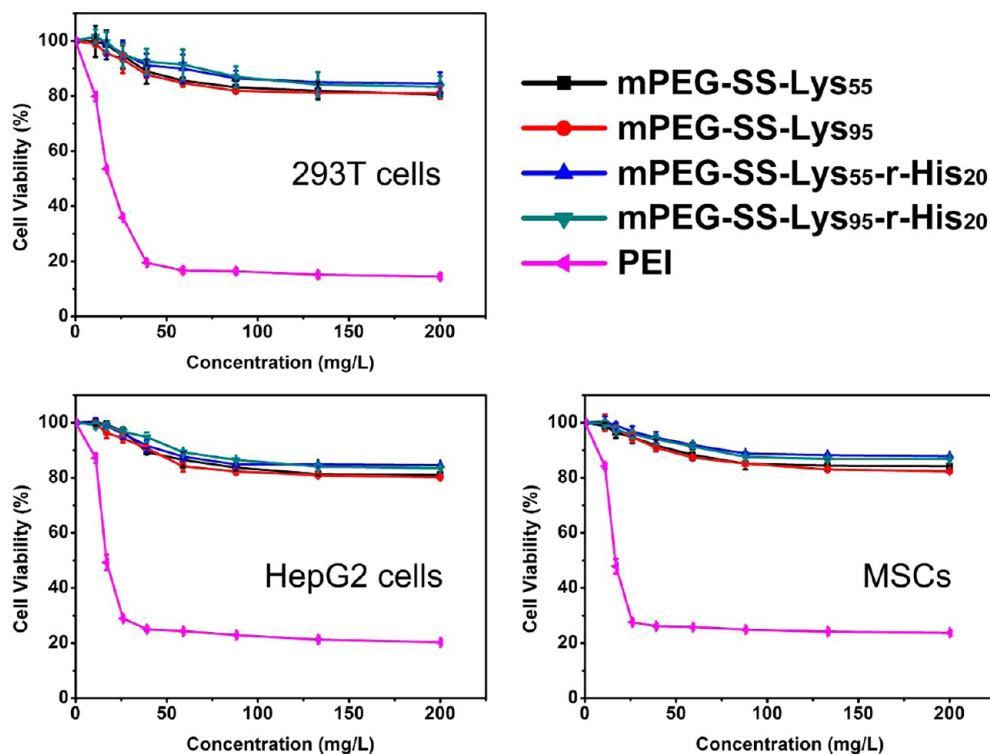 100
80
60
40
20
0
Cell Viability (%)
293T cells
0 50 100 150 200
Concentration (mg/L)
mPEG-SS-Lys55
mPEG-SS-Lys95
mPEG-SS-Lys55-r-His20
mPEG-SS-Lys95-r-His20
PEI
100
80
60
40
20
0
Cell Viability (%)
HepG2 cells
0 50 100 150 200
Concentration (mg/L)
100
80
60
40
20
0
Cell Viability (%)
MSCs
0 50 100 150 200
Concentration (mg/L)